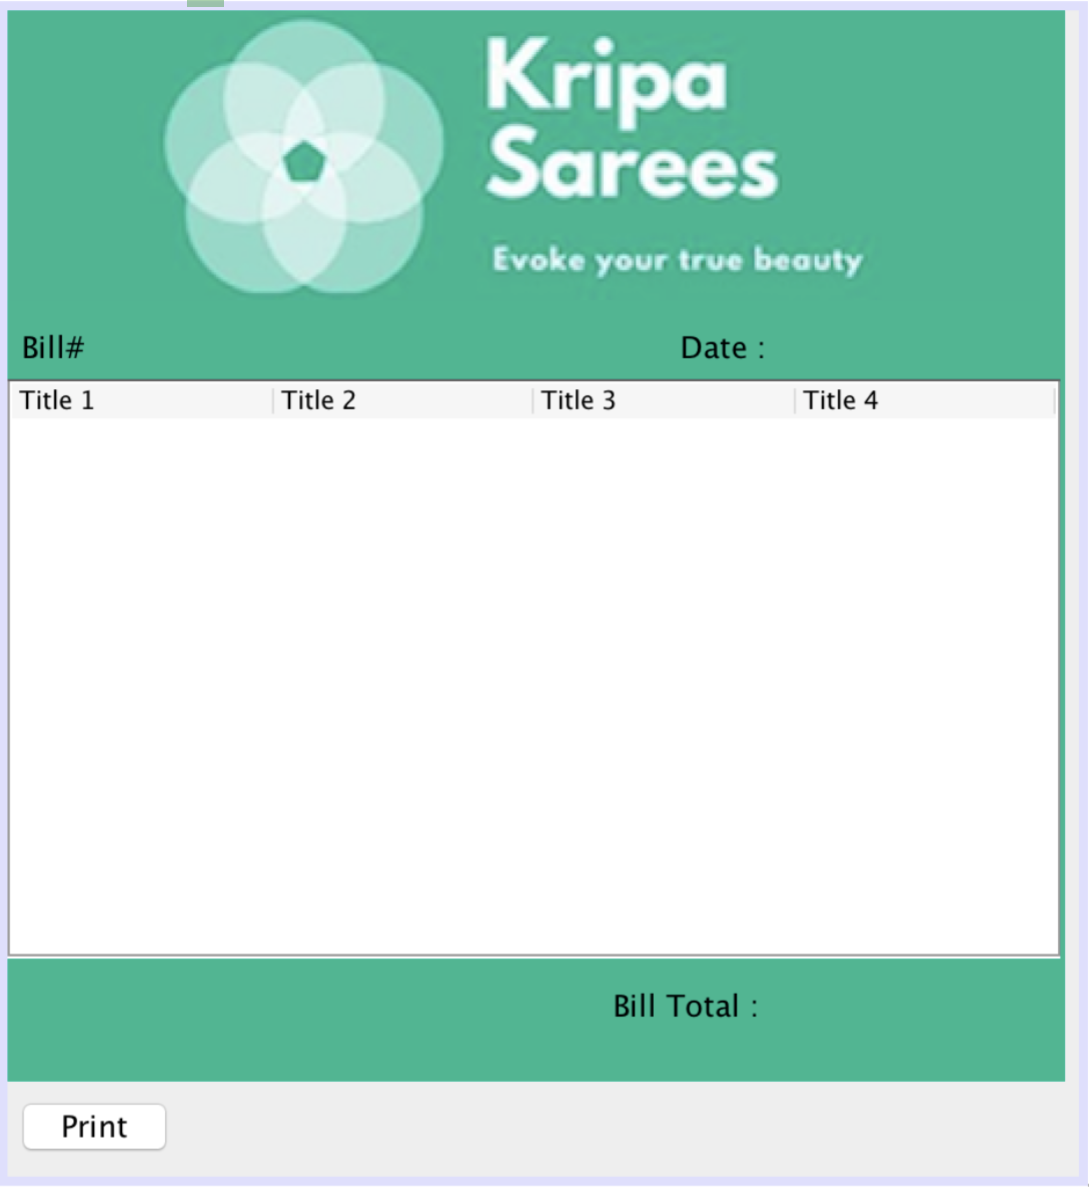 Kripa
Sarees
Evoke your true beauty
Bill# Date :
Title 1 Title 2 Title 3 Title 4
Bill Total :
Print